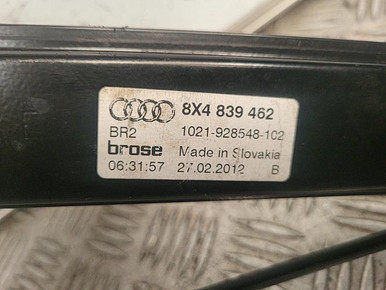 8X4 839 462
BR2 1021-928548-102
brose Made in Slovakia
06:31:57 27.02.2012 B